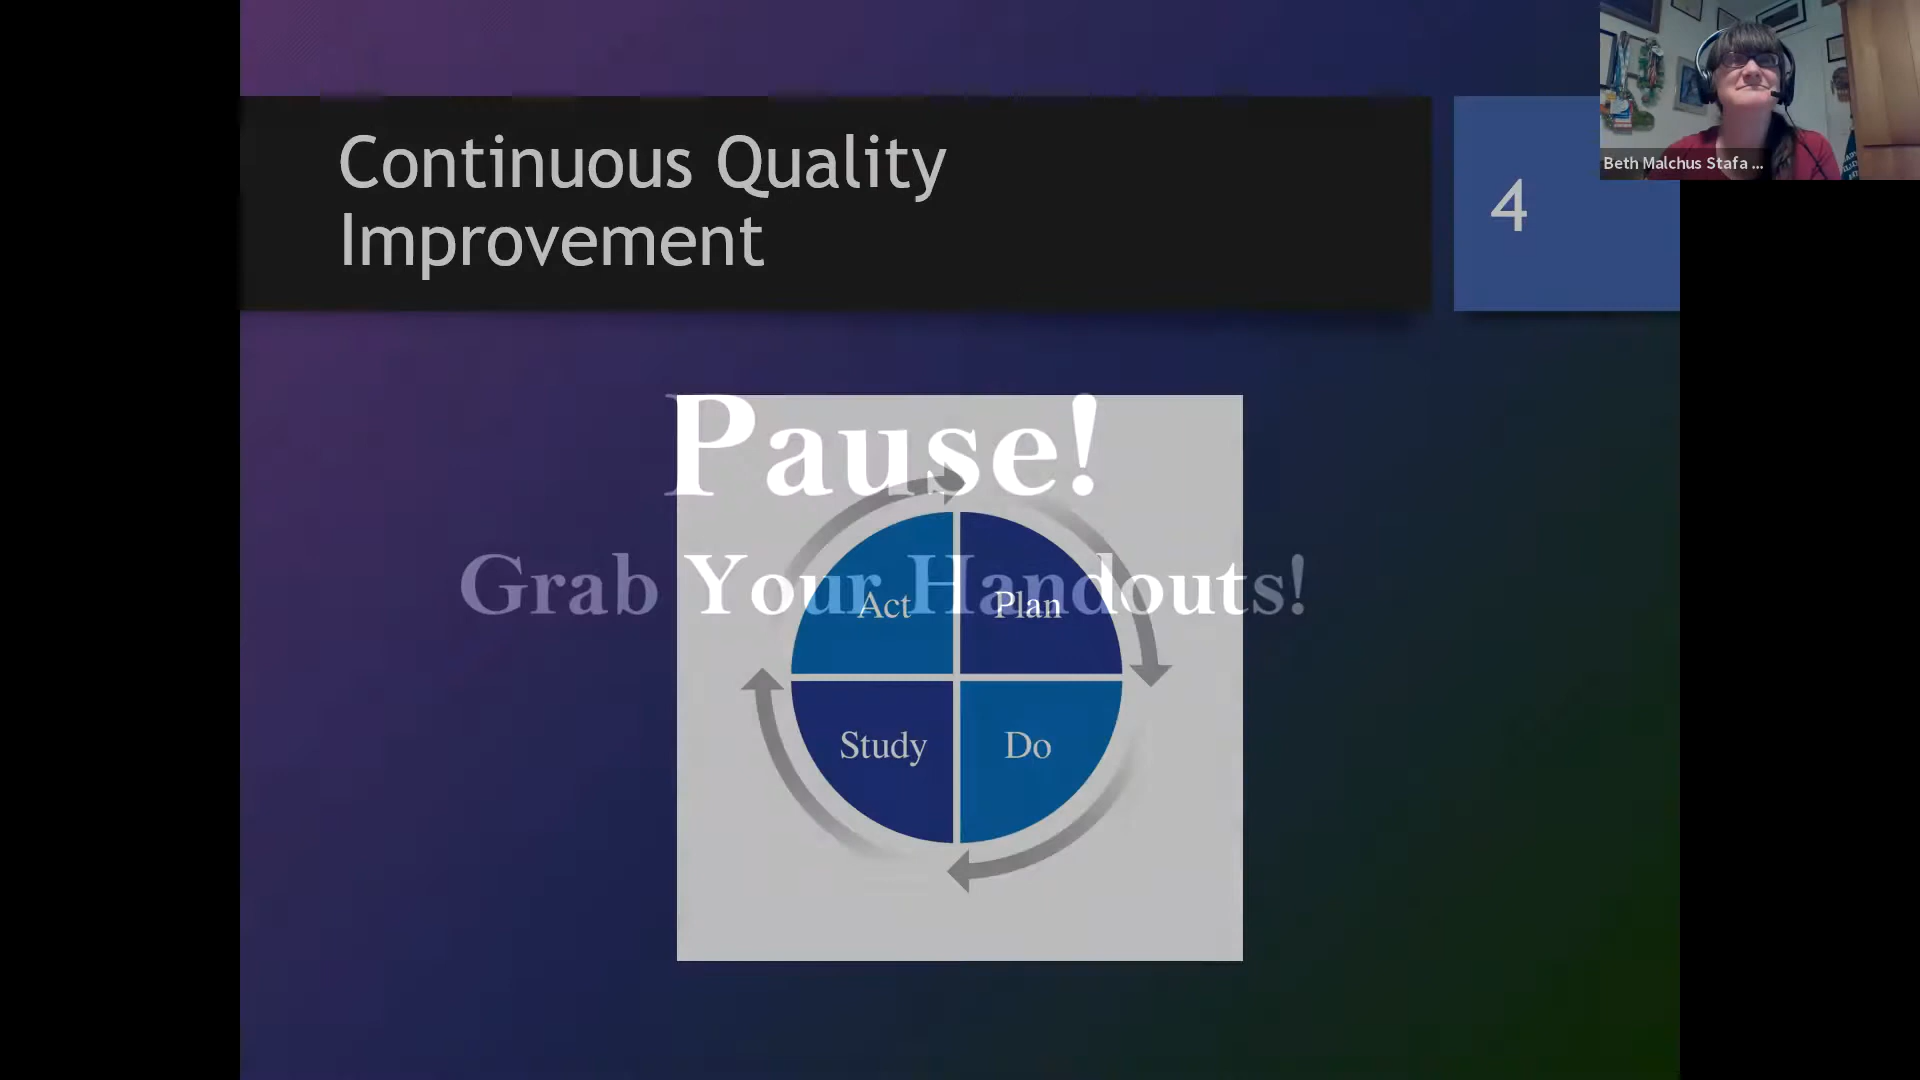 Continuous Quality
Improvement
4
Beth Malchus Stafa ...
Pause!
Grab Your Handouts!
Act
Plan
Study
Do